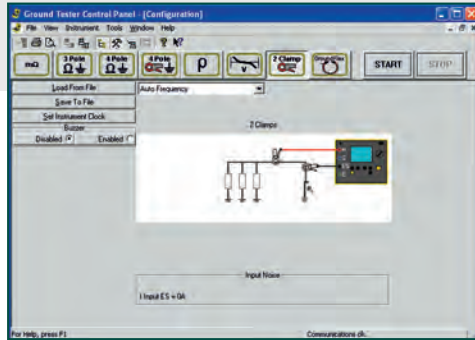 Ground Tester Control Panel - [Configuration]
File View Instrument Tools Window Help
mΩ 3 Pole Ω 4 Pole Ω 4 Pole ρ 2 Clamp START STOP
Load From File
Auto Frequency
Save To File
Set Instrument Clock
Buzzer
Disabled Enabled
2 Clamps
Input Noise
I Input ES = 0A
For Help, press F1
Communications ok.